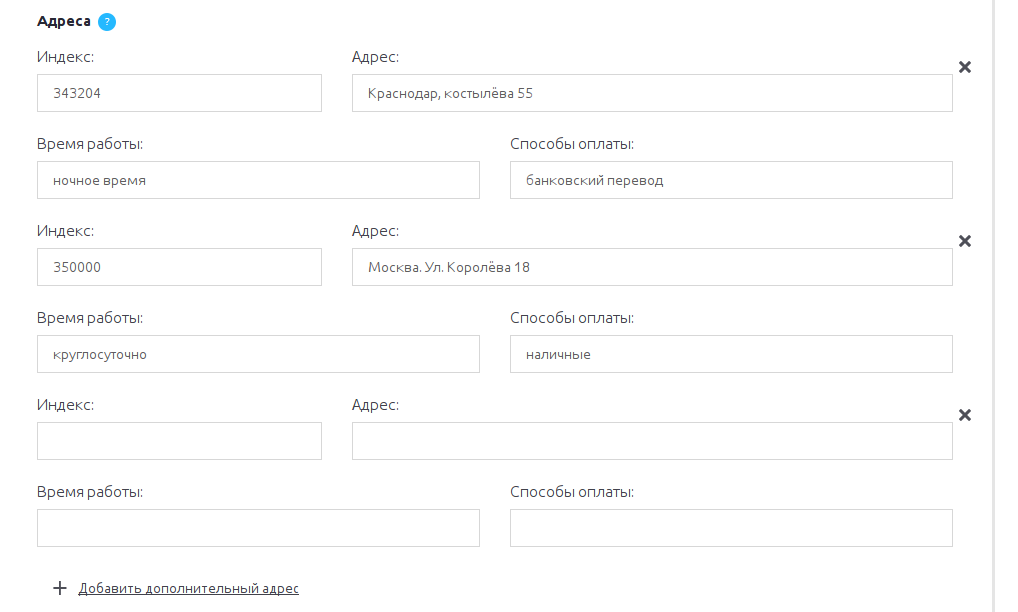 Адреса ?
Индекс: Адрес:
343204 Краснодар, костылёва 55
Время работы: Способы оплаты:
ночное время банковский перевод
Индекс: Адрес:
350000 Москва. Ул. Королёва 18
Время работы: Способы оплаты:
круглосуточно наличные
Индекс: Адрес:
Время работы: Способы оплаты:
Добавить дополнительный адрес